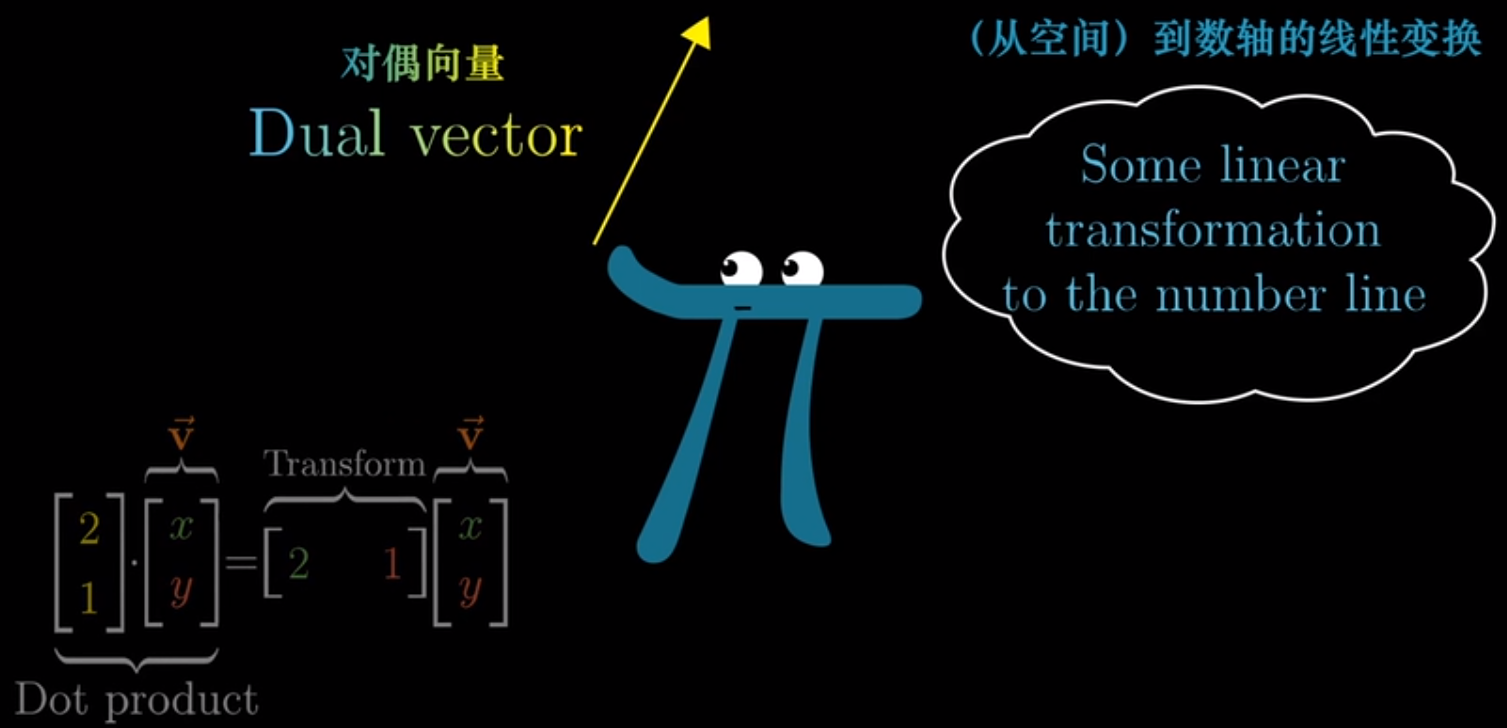 对偶向量
Dual vector
（从空间）到数轴的线性变换
Some linear
transformation
to the number line
v⃗ v⃗
Transform
[2 1] · [x y] = [2 1] [x y]
Dot product